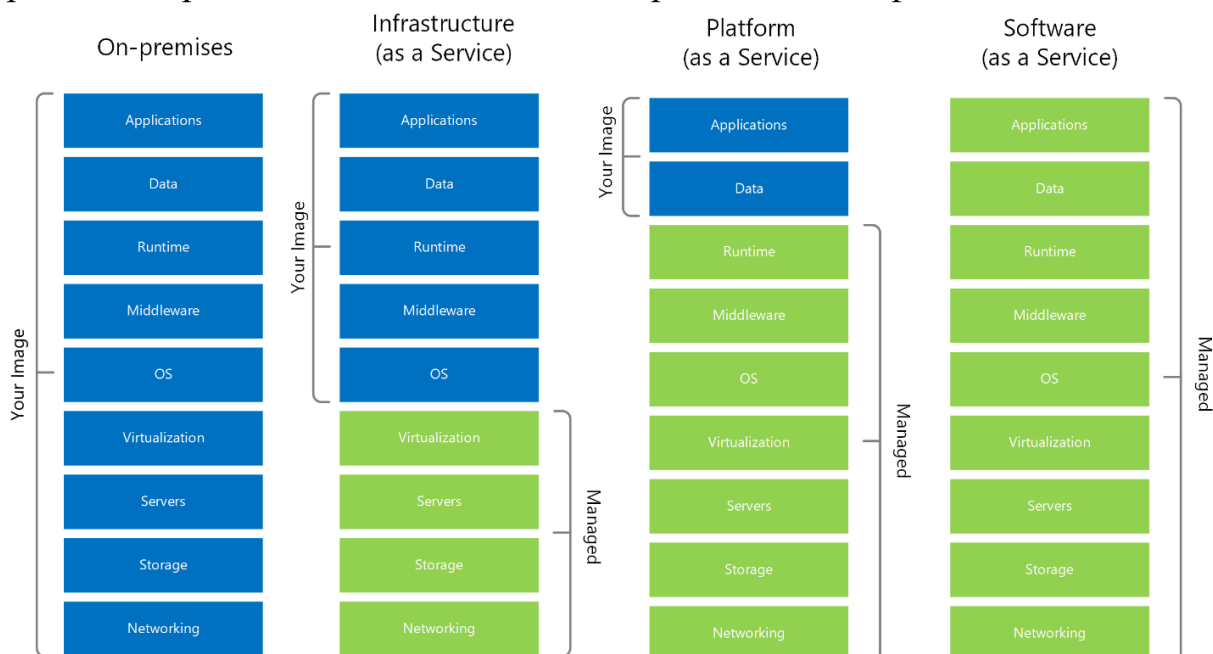 On-premises
Your Image
Applications
Data
Runtime
Middleware
OS
Virtualization
Servers
Storage
Networking
Infrastructure
(as a Service)
Your Image
Applications
Data
Runtime
Middleware
OS
Virtualization
Servers
Storage
Networking
Managed
Platform
(as a Service)
Your Image
Applications
Data
Runtime
Middleware
OS
Virtualization
Servers
Storage
Networking
Managed
Software
(as a Service)
Applications
Data
Runtime
Middleware
OS
Virtualization
Servers
Storage
Networking
Managed